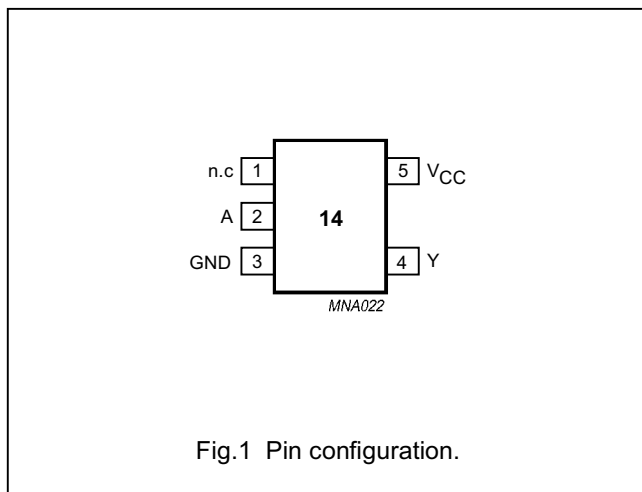 n.c 1 5 VCC
A 2 14
GND 3 4 Y
MNA022
Fig.1 Pin configuration.